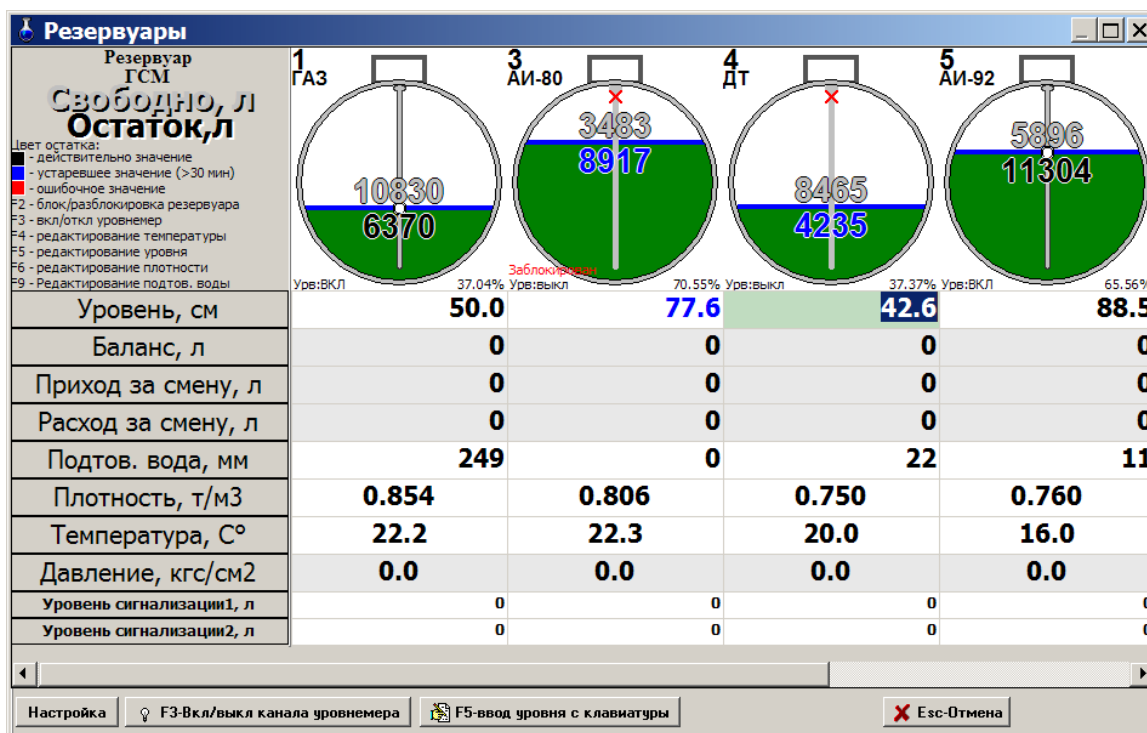 Резервуары
Резервуар
ГСМ
Свободно, л
Остаток,л
Цвет остатка:
- действительно значение
- устаревшее значение (>30 мин)
- ошибочное значение
F2 - блок/разблокировка резервуара
F3 - вкл/откл уровнемер
F4 - редактирование температуры
F5 - редактирование уровня
F6 - редактирование плотности
F9 - Редактирование подтов. воды
1
ГАЗ
10830
6370
Урв:ВКЛ 37.04%
3
АИ-80
3483
8917
Заблокирован
Урв:выкл 70.55%
4
ДТ
8465
4235
Урв:выкл 37.37%
5
АИ-92
5896
11304
Урв:ВКЛ 65.56%
Уровень, см 50.0 77.6 42.6 88.5
Баланс, л 0 0 0 0
Приход за смену, л 0 0 0 0
Расход за смену, л 0 0 0 0
Подтов. вода, мм 249 0 22 11
Плотность, т/м3 0.854 0.806 0.750 0.760
Температура, С° 22.2 22.3 20.0 16.0
Давление, кгс/см2 0.0 0.0 0.0 0.0
Уровень сигнализации1, л 0 0 0 0
Уровень сигнализации2, л 0 0 0 0
Настройка F3-Вкл/выкл канала уровнемера F5-ввод уровня с клавиатуры Esc-Отмена